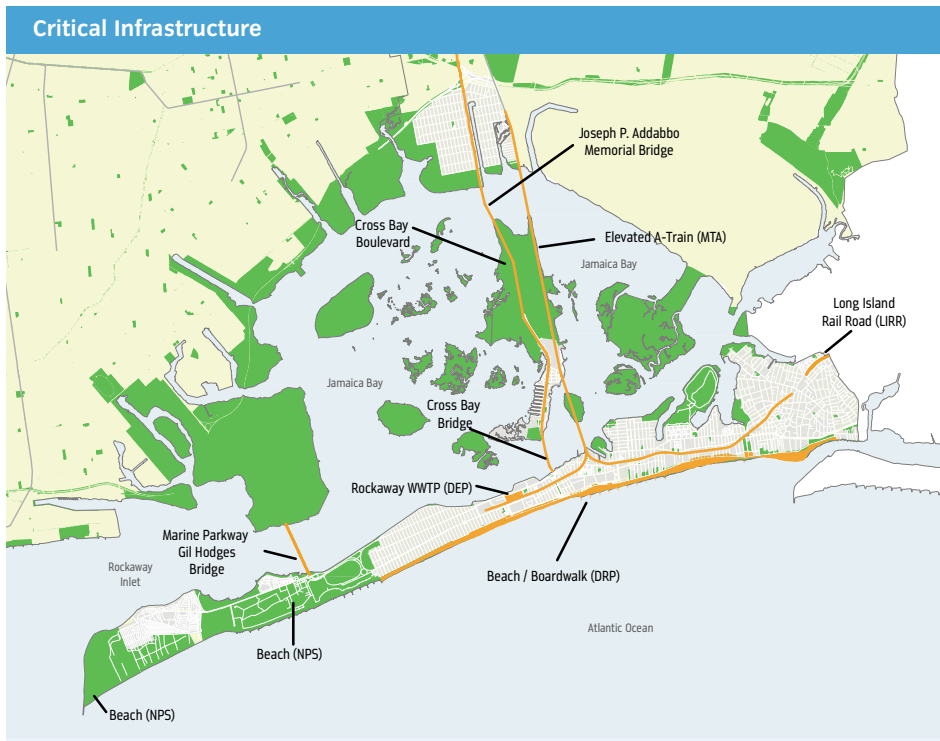 Critical Infrastructure
Joseph P. Addabbo
Memorial Bridge
Cross Bay
Boulevard
Elevated A-Train (MTA)
Jamaica Bay
Long Island
Rail Road (LIRR)
Jamaica Bay
Cross Bay
Bridge
Rockaway WWTP (DEP)
Marine Parkway
Gil Hodges
Bridge
Rockaway
Inlet
Beach / Boardwalk (DRP)
Atlantic Ocean
Beach (NPS)
Beach (NPS)